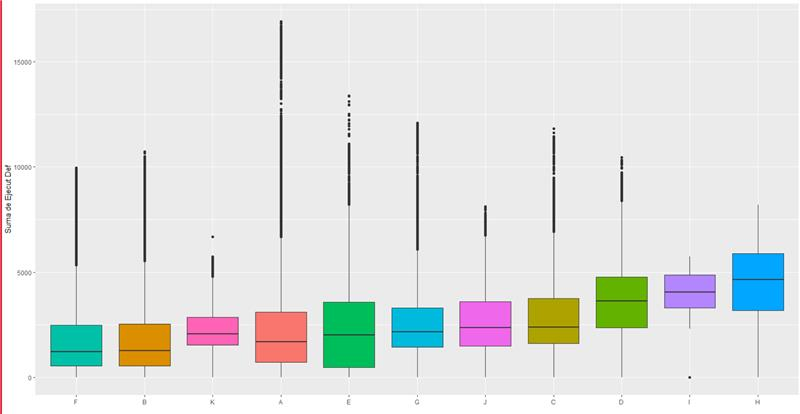 Suma de Ejecut Def
15000
10000
5000
0
F B K A E G J C D I H